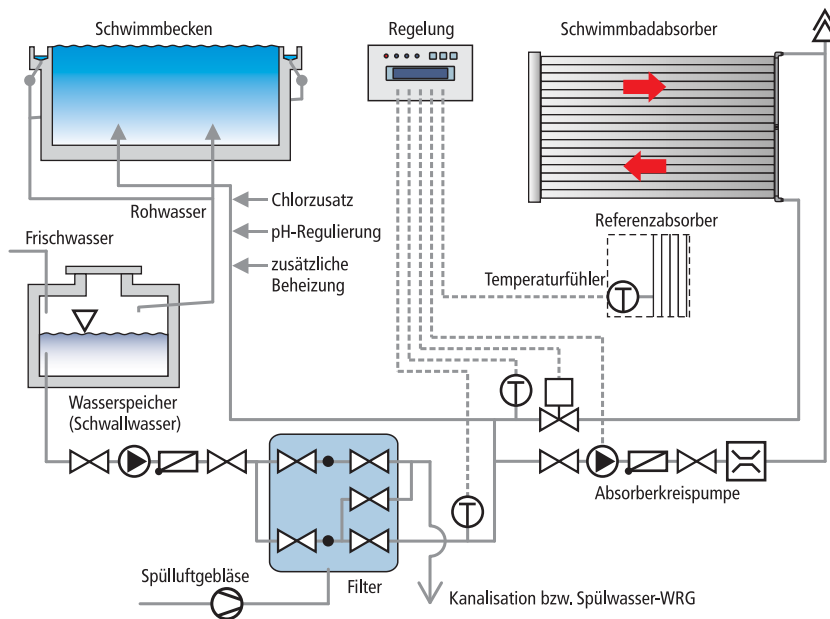 Schwimmbecken
Regelung
Schwimmbadabsorber
Rohwasser
Chlorzusatz
pH-Regulierung
zusätzliche
Beheizung
Frischwasser
Referenzabsorber
Temperaturfühler
T
T
T
Wasserspeicher
(Schwallwasser)
Absorberkreispumpe
Spülluftgebläse
Filter
Kanalisation bzw. Spülwasser-WRG